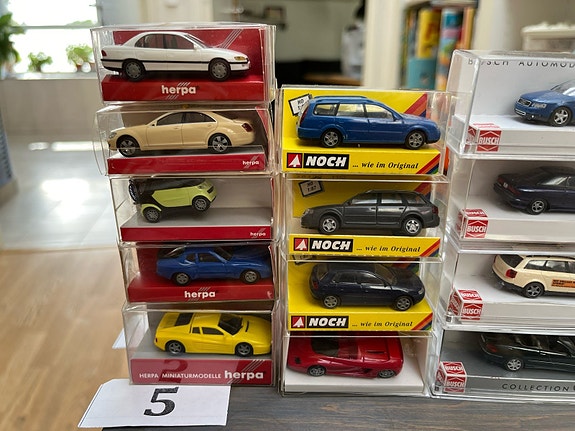 herpa
herpa
herpa
herpa
HERPA MINIATURMODELLE herpa
5
NOCH ... wie im Original
NOCH ... wie im Original
NOCH ... wie im Original
BUSCH AUTOMOD
BUSCH
BUSCH
BUSCH
BUSCH
COLLECTION